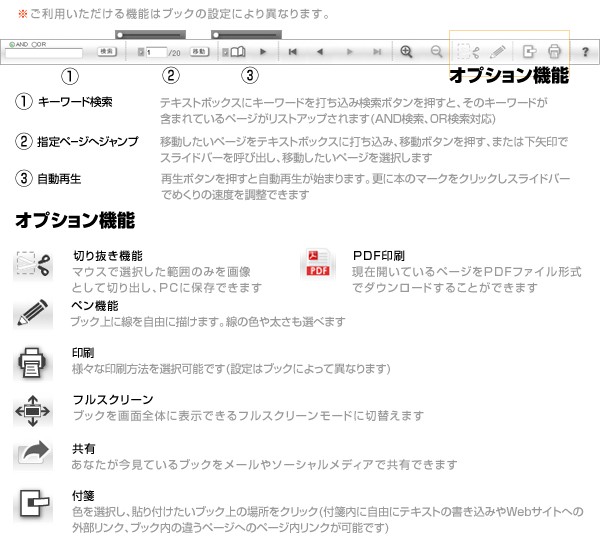 ※ご利用いただける機能はブックの設定により異なります。
AND OR
検索 1 /20 移動 ?
① ② ③ オプション機能
① キーワード検索 テキストボックスにキーワードを打ち込み検索ボタンを押すと、そのキーワードが
含まれているページがリストアップされます(AND検索、OR検索対応)
② 指定ページへジャンプ 移動したいページをテキストボックスに打ち込み、移動ボタンを押す、または下矢印で
スライドバーを呼び出し、移動したいページを選択します
③ 自動再生 再生ボタンを押すと自動再生が始まります。更に本のマークをクリックしスライドバー
でめくりの速度を調整できます
オプション機能
切り抜き機能
マウスで選択した範囲のみを画像
として切り出し、PCに保存できます
PDF
PDF印刷
現在開いているページをPDFファイル形式
でダウンロードすることができます
ペン機能
ブック上に線を自由に描けます。線の色や太さも選べます
印刷
様々な印刷方法を選択可能です(設定はブックによって異なります)
フルスクリーン
ブックを画面全体に表示できるフルスクリーンモードに切替えます
共有
あなたが今見ているブックをメールやソーシャルメディアで共有できます
付箋
色を選択し、貼り付けたいブック上の場所をクリック(付箋内に自由にテキストの書き込みやWebサイトへの
外部リンク、ブック内の違うページへのページ内リンクが可能です)